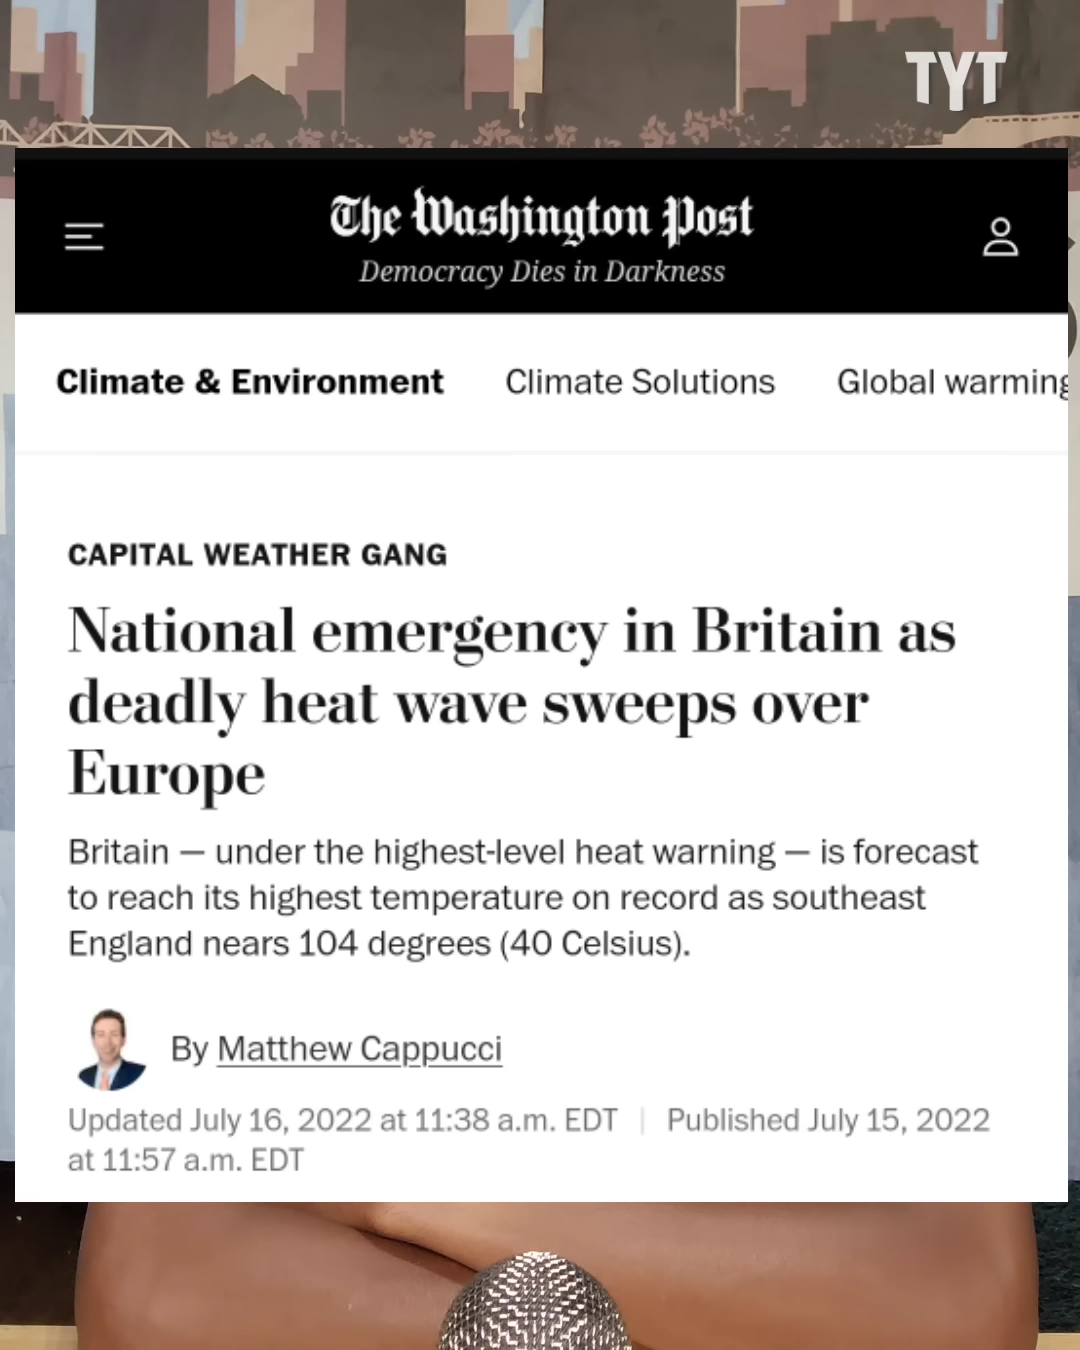 TYT
The Washington Post
Democracy Dies in Darkness
Climate & Environment Climate Solutions Global warming
CAPITAL WEATHER GANG
National emergency in Britain as
deadly heat wave sweeps over
Europe
Britain — under the highest-level heat warning — is forecast
to reach its highest temperature on record as southeast
England nears 104 degrees (40 Celsius).
By Matthew Cappucci
Updated July 16, 2022 at 11:38 a.m. EDT | Published July 15, 2022
at 11:57 a.m. EDT